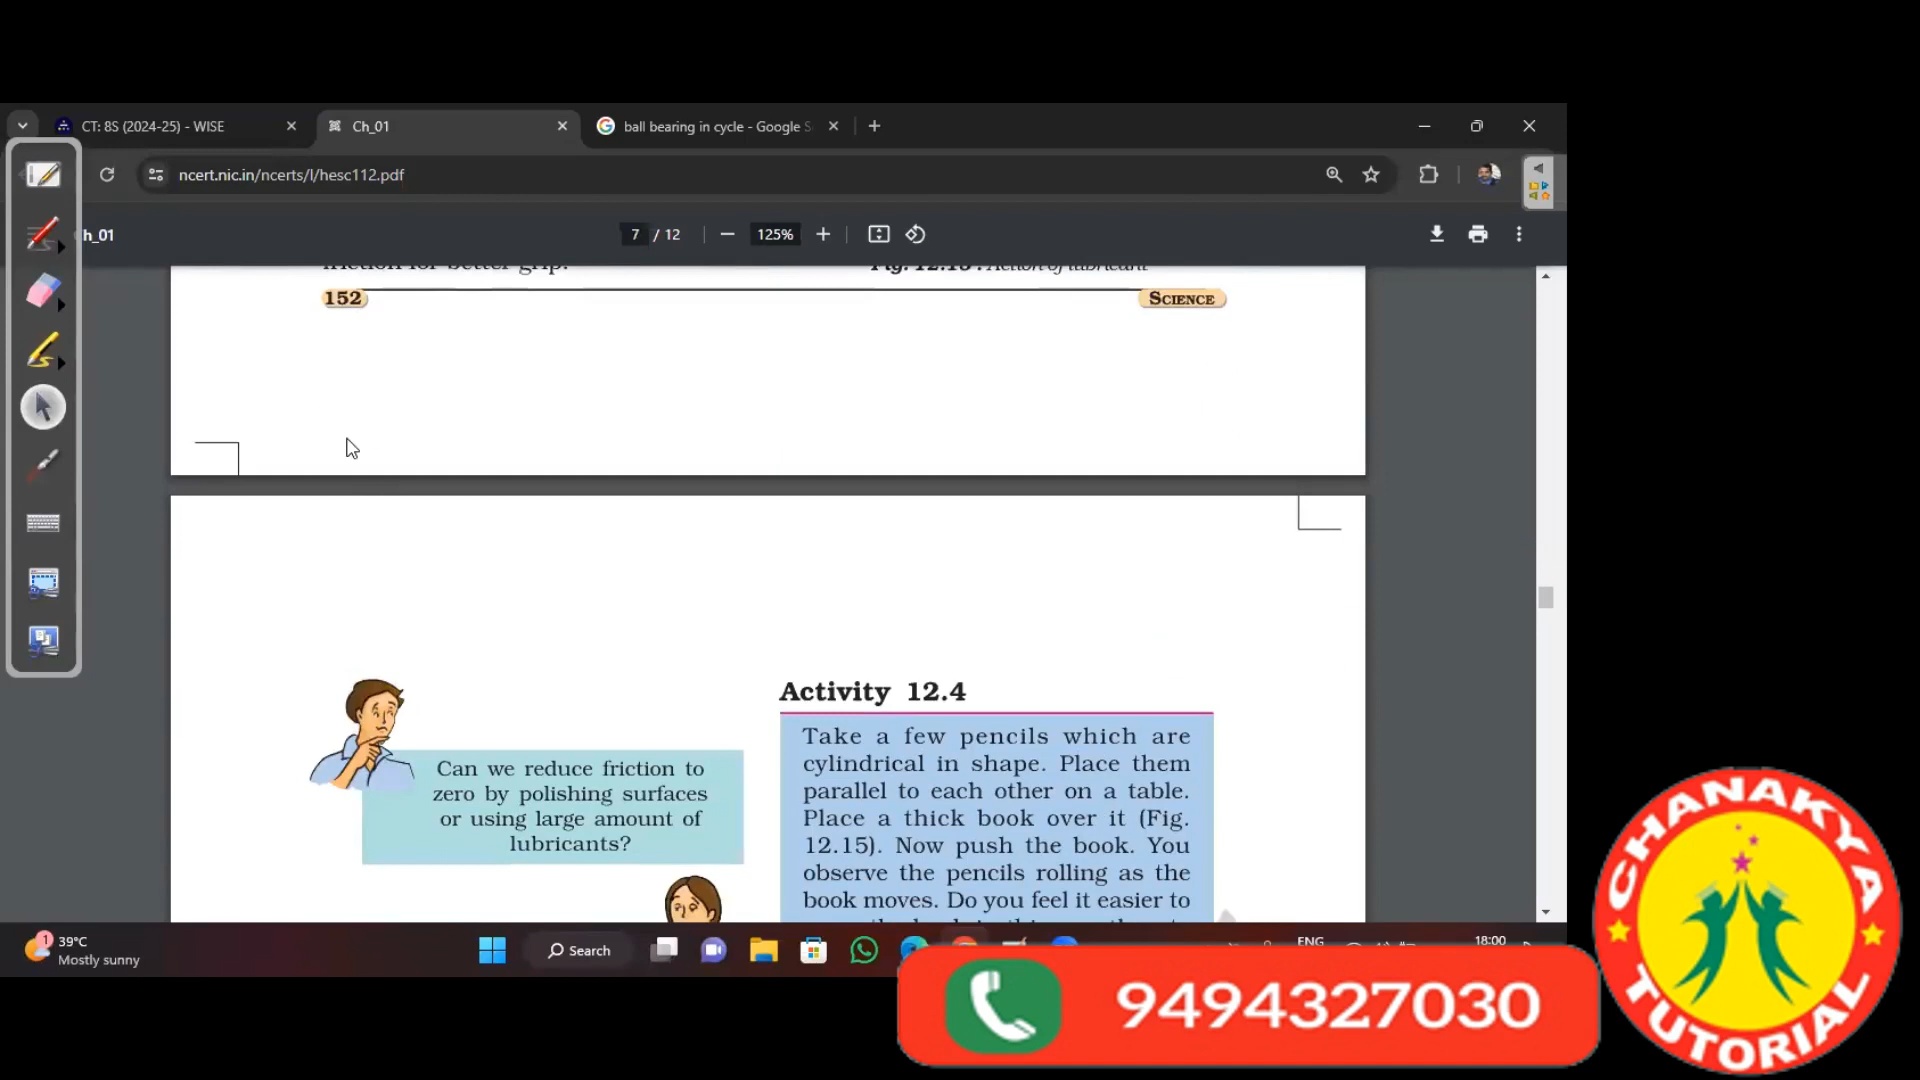 CT: 8S (2024-25) - WISE
Ch_01
ball bearing in cycle - Google S
ncert.nic.in/ncerts/l/hesc112.pdf
h_01
7 / 12
125%
friction for better grip.
Fig. 12.13 : Action of lubricant
152
SCIENCE
Can we reduce friction to
zero by polishing surfaces
or using large amount of
lubricants?
Activity 12.4
Take a few pencils which are
cylindrical in shape. Place them
parallel to each other on a table.
Place a thick book over it (Fig.
12.15). Now push the book. You
observe the pencils rolling as the
book moves. Do you feel it easier to
1
39°C
Mostly sunny
Search
ENG
18:00
9494327030
CHANAKYA
TUTORIAL